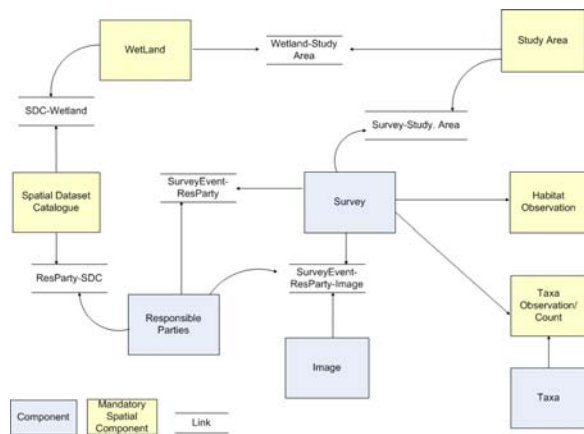 WetLand
Wetland-Study
Area
Study Area
SDC-Wetland
Survey-Study. Area
Spatial Dataset
Catalogue
SurveyEvent-
ResParty
Survey
Habitat
Observation
ResParty-SDC
SurveyEvent-
ResParty-Image
Responsible
Parties
Taxa
Observation/
Count
Image
Taxa
Component
Mandatory
Spatial
Component
Link